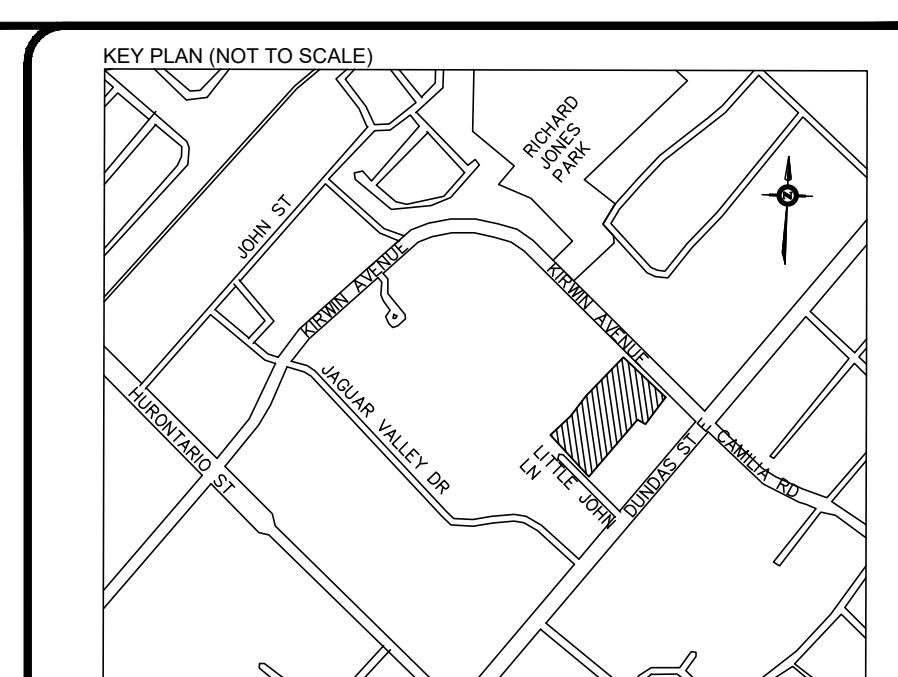 KEY PLAN (NOT TO SCALE)
RICHARD
JONES
PARK
N
JOHN ST
KIRWIN AVENUE
KIRWIN AVENUE
JAGUAR VALLEY DR
HURONTARIO ST
LITTLE JOHN
LN
DUNDAS ST E
CAMILIA RD